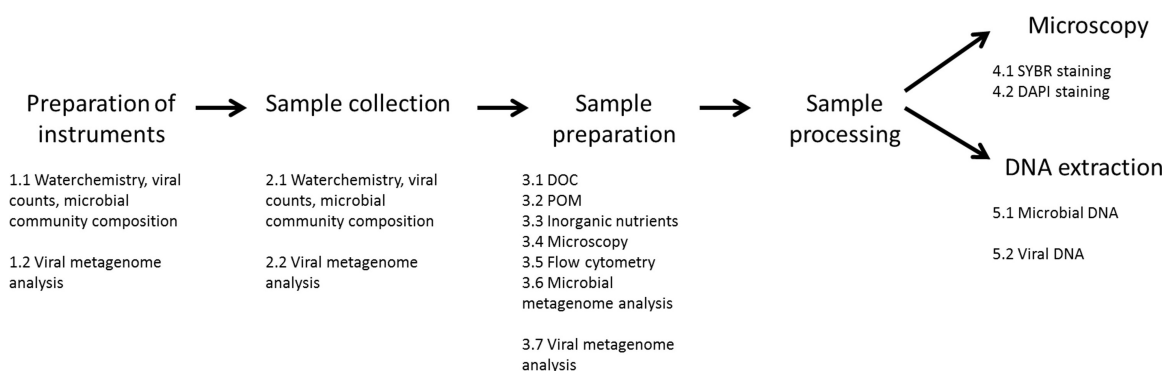 Preparation of
instruments
1.1 Waterchemistry, viral
counts, microbial
community composition
1.2 Viral metagenome
analysis
Sample collection
2.1 Waterchemistry, viral
counts, microbial
community composition
2.2 Viral metagenome
analysis
Sample
preparation
3.1 DOC
3.2 POM
3.3 Inorganic nutrients
3.4 Microscopy
3.5 Flow cytometry
3.6 Microbial
metagenome analysis
3.7 Viral metagenome
analysis
Sample
processing
Microscopy
4.1 SYBR staining
4.2 DAPI staining
DNA extraction
5.1 Microbial DNA
5.2 Viral DNA